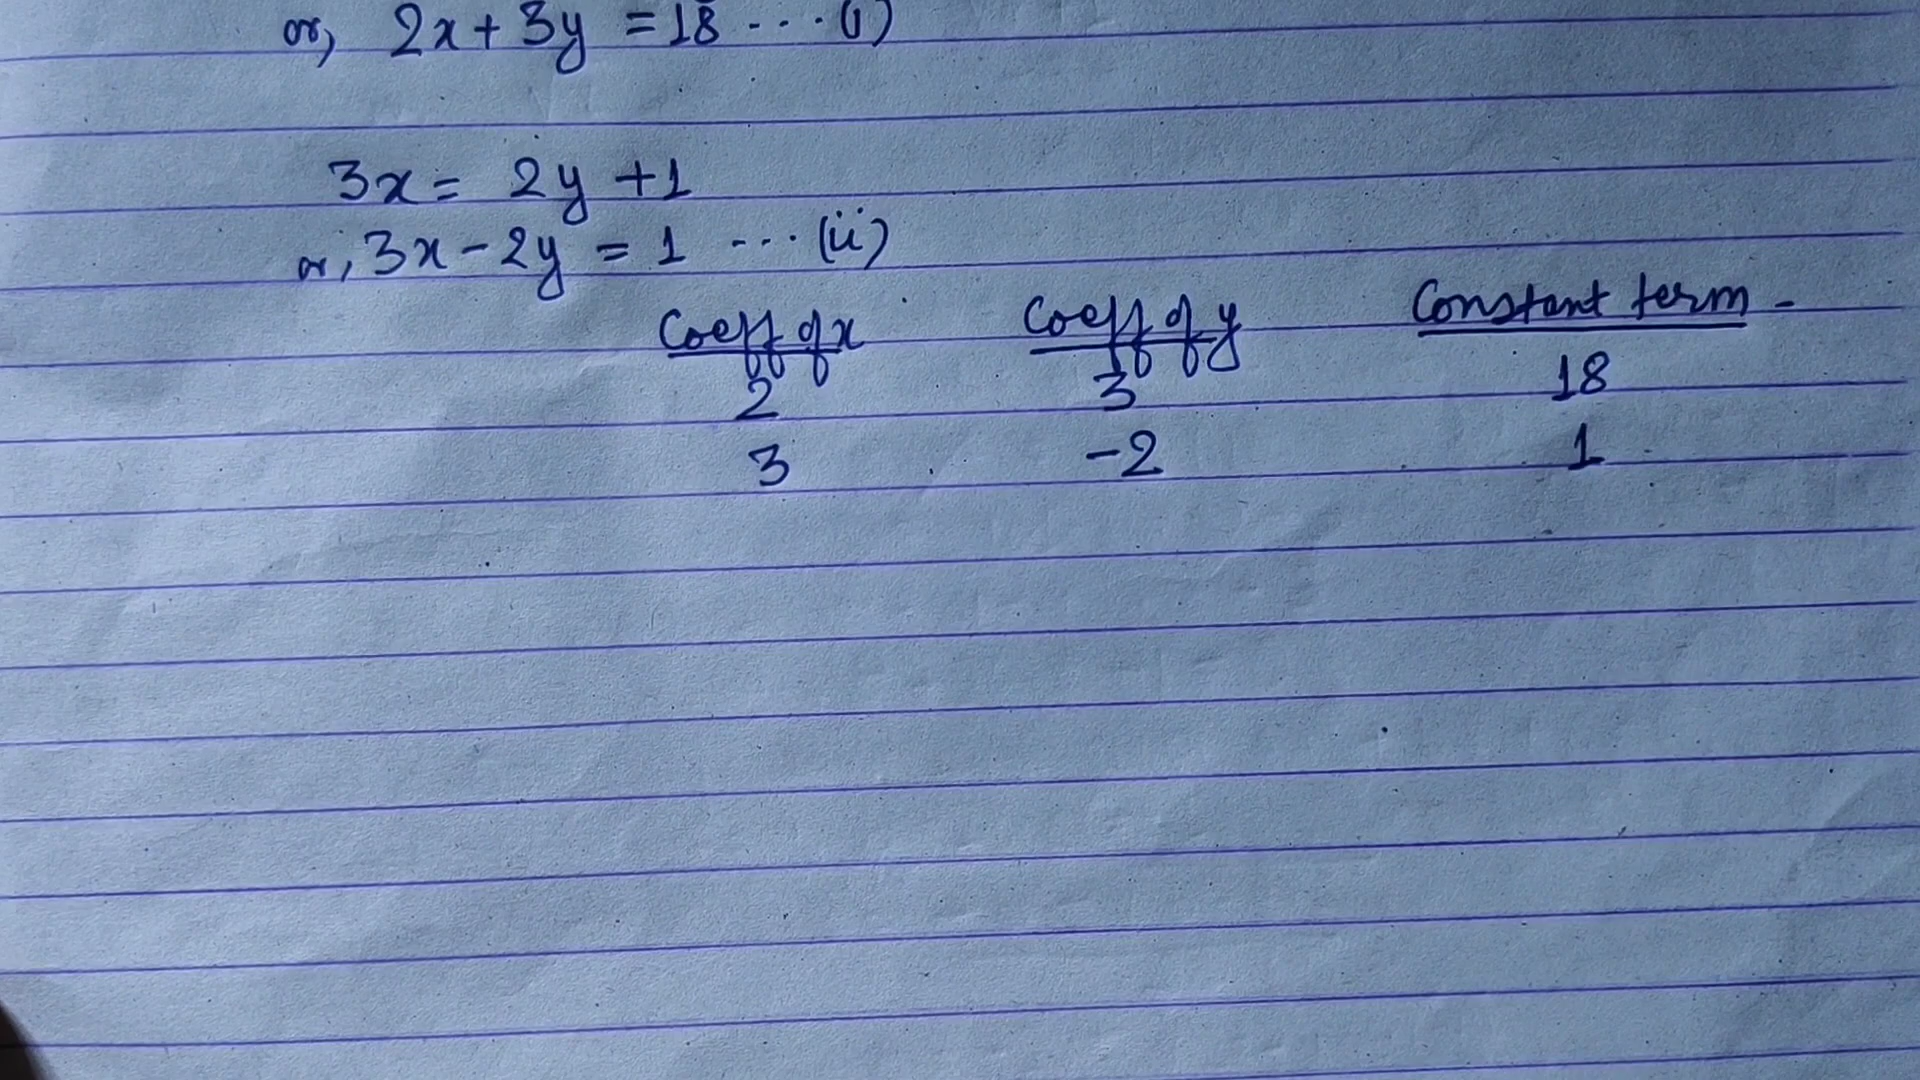 or, 2x + 3y = 18 --- (i)
3x = 2y + 1
or, 3x - 2y = 1 --- (ii)
Coeff of x Coeff of y Constant term -
2 3 18
3 -2 1